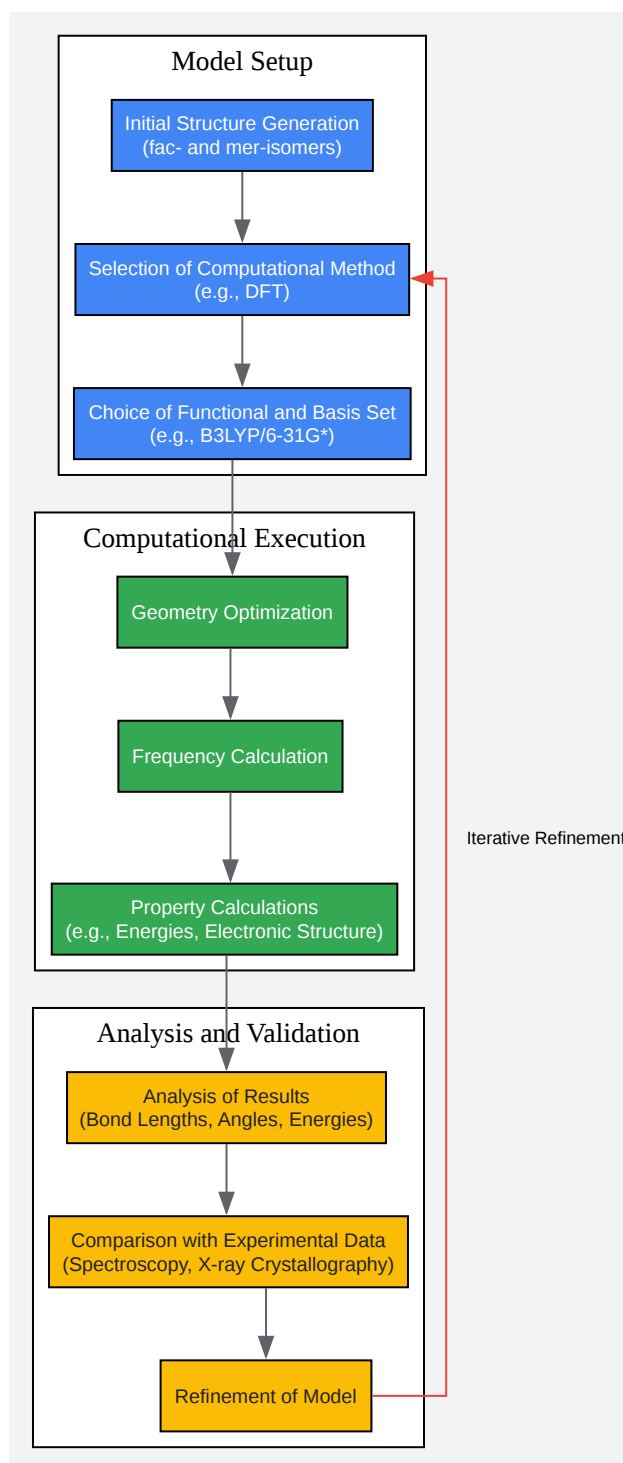 Model Setup
Initial Structure Generation
(fac- and mer-isomers)
Selection of Computational Method
(e.g., DFT)
Choice of Functional and Basis Set
(e.g., B3LYP/6-31G*)
Computational Execution
Geometry Optimization
Frequency Calculation
Iterative Refinement
Property Calculations
(e.g., Energies, Electronic Structure)
Analysis and Validation
Analysis of Results
(Bond Lengths, Angles, Energies)
Comparison with Experimental Data
(Spectroscopy, X-ray Crystallography)
Refinement of Model